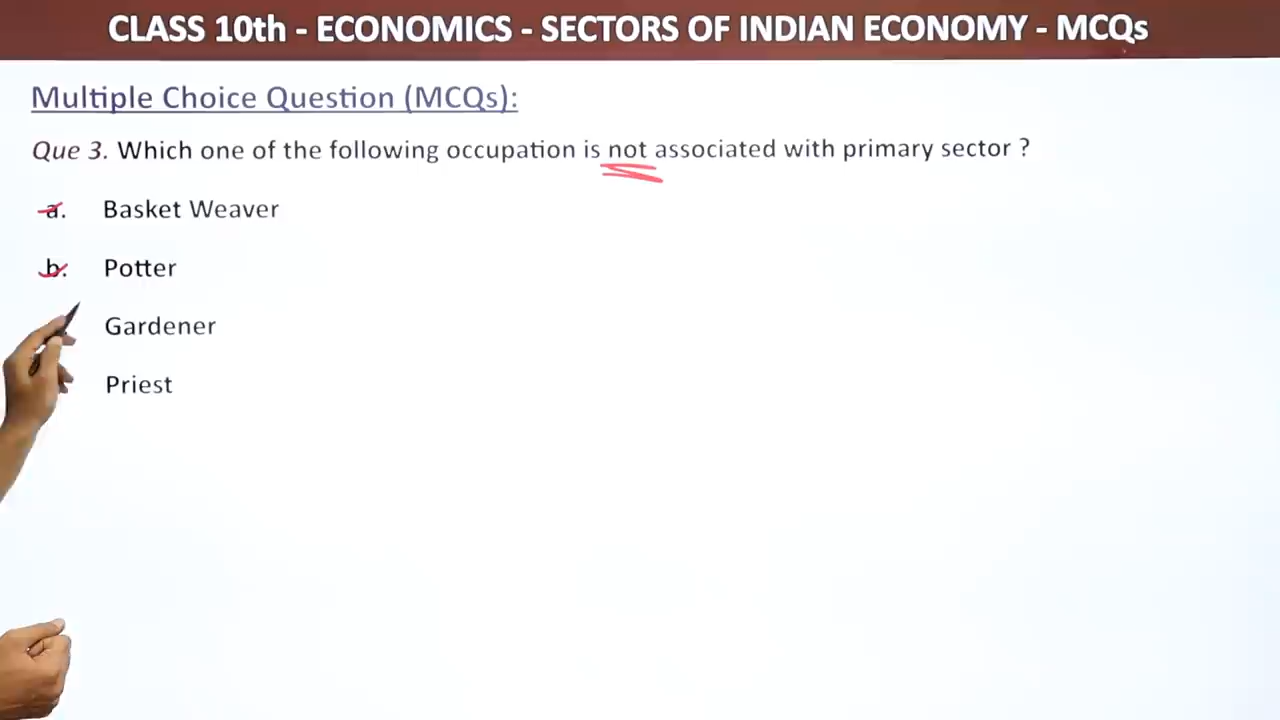 CLASS 10th - ECONOMICS - SECTORS OF INDIAN ECONOMY - MCQs
Multiple Choice Question (MCQs):
Que 3. Which one of the following occupation is not associated with primary sector ?
a. Basket Weaver
b. Potter
Gardener
Priest